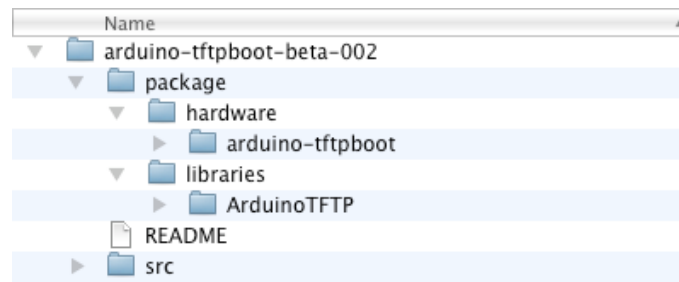 Name
arduino-tftpboot-beta-002
package
hardware
arduino-tftpboot
libraries
ArduinoTFTP
README
src